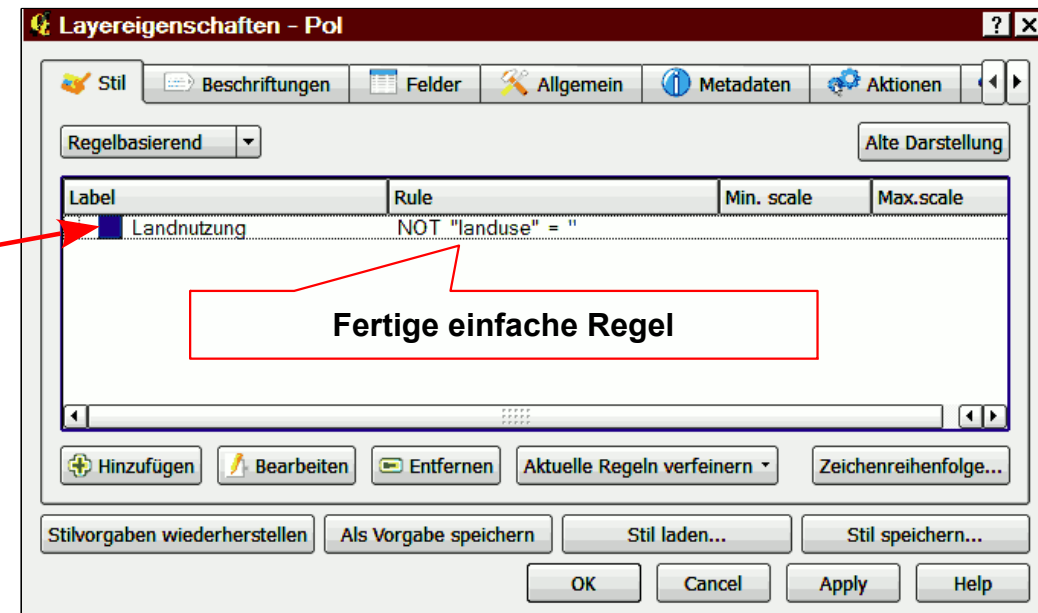 Layereigenschaften - Pol
Stil Beschriftungen Felder Allgemein Metadaten Aktionen
Regelbasierend Alte Darstellung
Label Rule Min. scale Max.scale
Landnutzung NOT "landuse" = ''
Fertige einfache Regel
Hinzufügen Bearbeiten Entfernen Aktuelle Regeln verfeinern Zeichenreihenfolge...
Stilvorgaben wiederherstellen Als Vorgabe speichern Stil laden... Stil speichern...
OK Cancel Apply Help